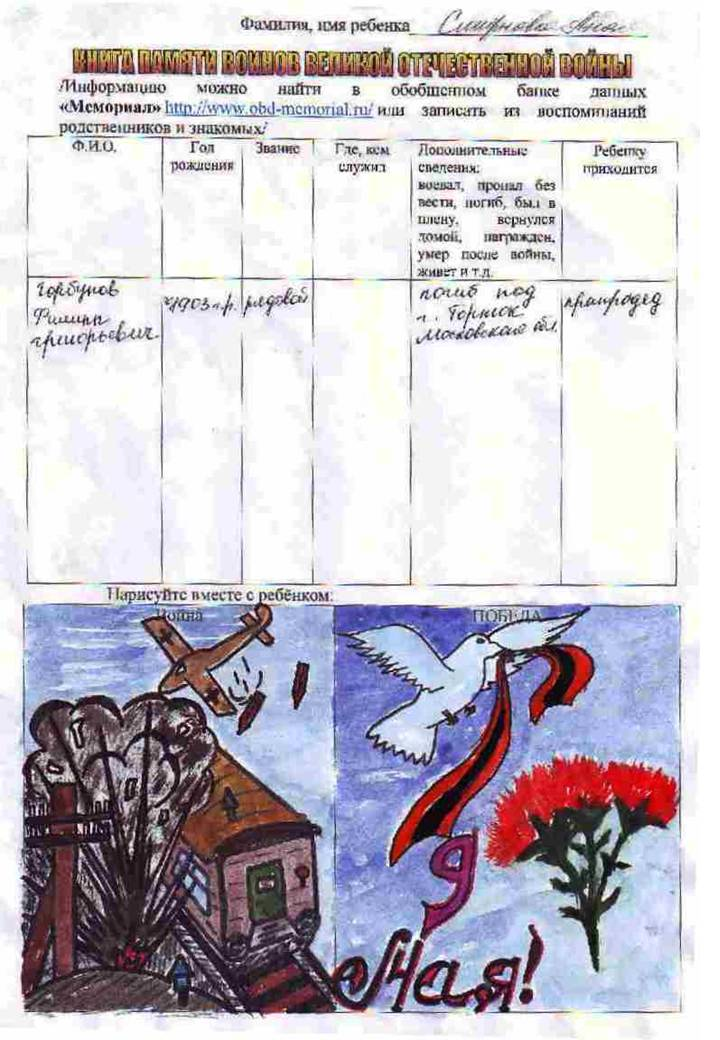 Фамилия, имя ребенка Смирнова Анна
КНИГА ПАМЯТИ ВОИНОВ ВЕЛИКОЙ ОТЕЧЕСТВЕННОЙ ВОЙНЫ
/Информацию можно найти в обобщенном банке данных
«Мемориал» http://www.obd-memorial.ru/ или записать из воспоминаний
родственников и знакомых/
Ф.И.О.
Год
рождения
Звание
Где, кем
служил
Дополнительные
сведения:
воевал, пропал без
вести, погиб, был в
плену, вернулся
домой, награжден,
умер после войны,
живет и т.д.
Ребенку
приходится
Горбунов
Филипп
Григорьевич
1903 г.р.
рядовой
погиб под
г. Торжок
Московская обл.
прапрадед
Нарисуйте вместе с ребёнком:
Война
ПОБЕДА
9
Мая!